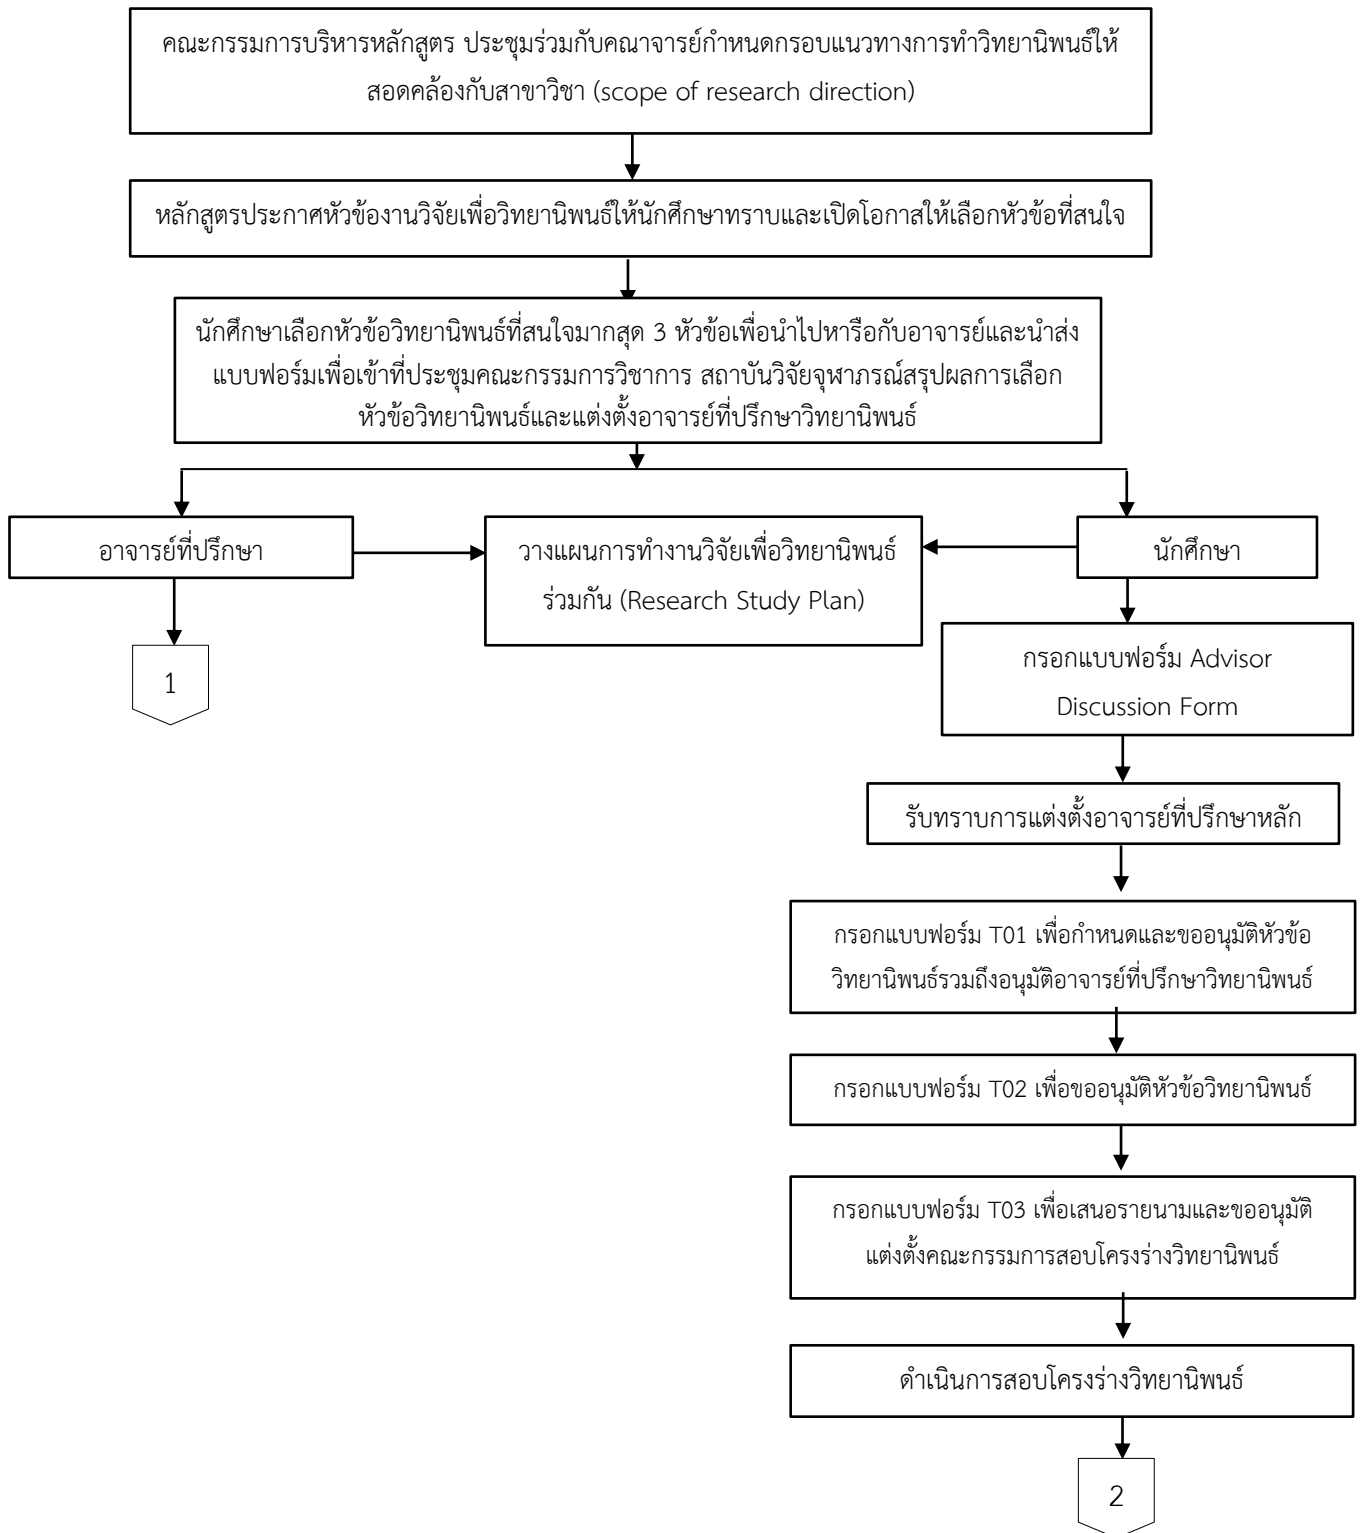 คณะกรรมการบริหารหลักสูตร ประชุมร่วมกับคณาจารย์กำหนดกรอบแนวทางการทำวิทยานิพนธ์ให้
สอดคล้องกับสาขาวิชา (scope of research direction)
หลักสูตรประกาศหัวข้องานวิจัยเพื่อวิทยานิพนธ์ให้นักศึกษาทราบและเปิดโอกาสให้เลือกหัวข้อที่สนใจ
นักศึกษาเลือกหัวข้อวิทยานิพนธ์ที่สนใจมากสุด 3 หัวข้อเพื่อนำไปหารือกับอาจารย์และนำส่ง
แบบฟอร์มเพื่อเข้าที่ประชุมคณะกรรมการวิชาการ สถาบันวิจัยจุฬาภรณ์สรุปผลการเลือก
หัวข้อวิทยานิพนธ์และแต่งตั้งอาจารย์ที่ปรึกษาวิทยานิพนธ์
อาจารย์ที่ปรึกษา
วางแผนการทำงานวิจัยเพื่อวิทยานิพนธ์
ร่วมกัน (Research Study Plan)
นักศึกษา
1
กรอกแบบฟอร์ม Advisor
Discussion Form
รับทราบการแต่งตั้งอาจารย์ที่ปรึกษาหลัก
กรอกแบบฟอร์ม T01 เพื่อกำหนดและขออนุมัติหัวข้อ
วิทยานิพนธ์รวมถึงอนุมัติอาจารย์ที่ปรึกษาวิทยานิพนธ์
กรอกแบบฟอร์ม T02 เพื่อขออนุมัติหัวข้อวิทยานิพนธ์
กรอกแบบฟอร์ม T03 เพื่อเสนอรายนามและขออนุมัติ
แต่งตั้งคณะกรรมการสอบโครงร่างวิทยานิพนธ์
ดำเนินการสอบโครงร่างวิทยานิพนธ์
2